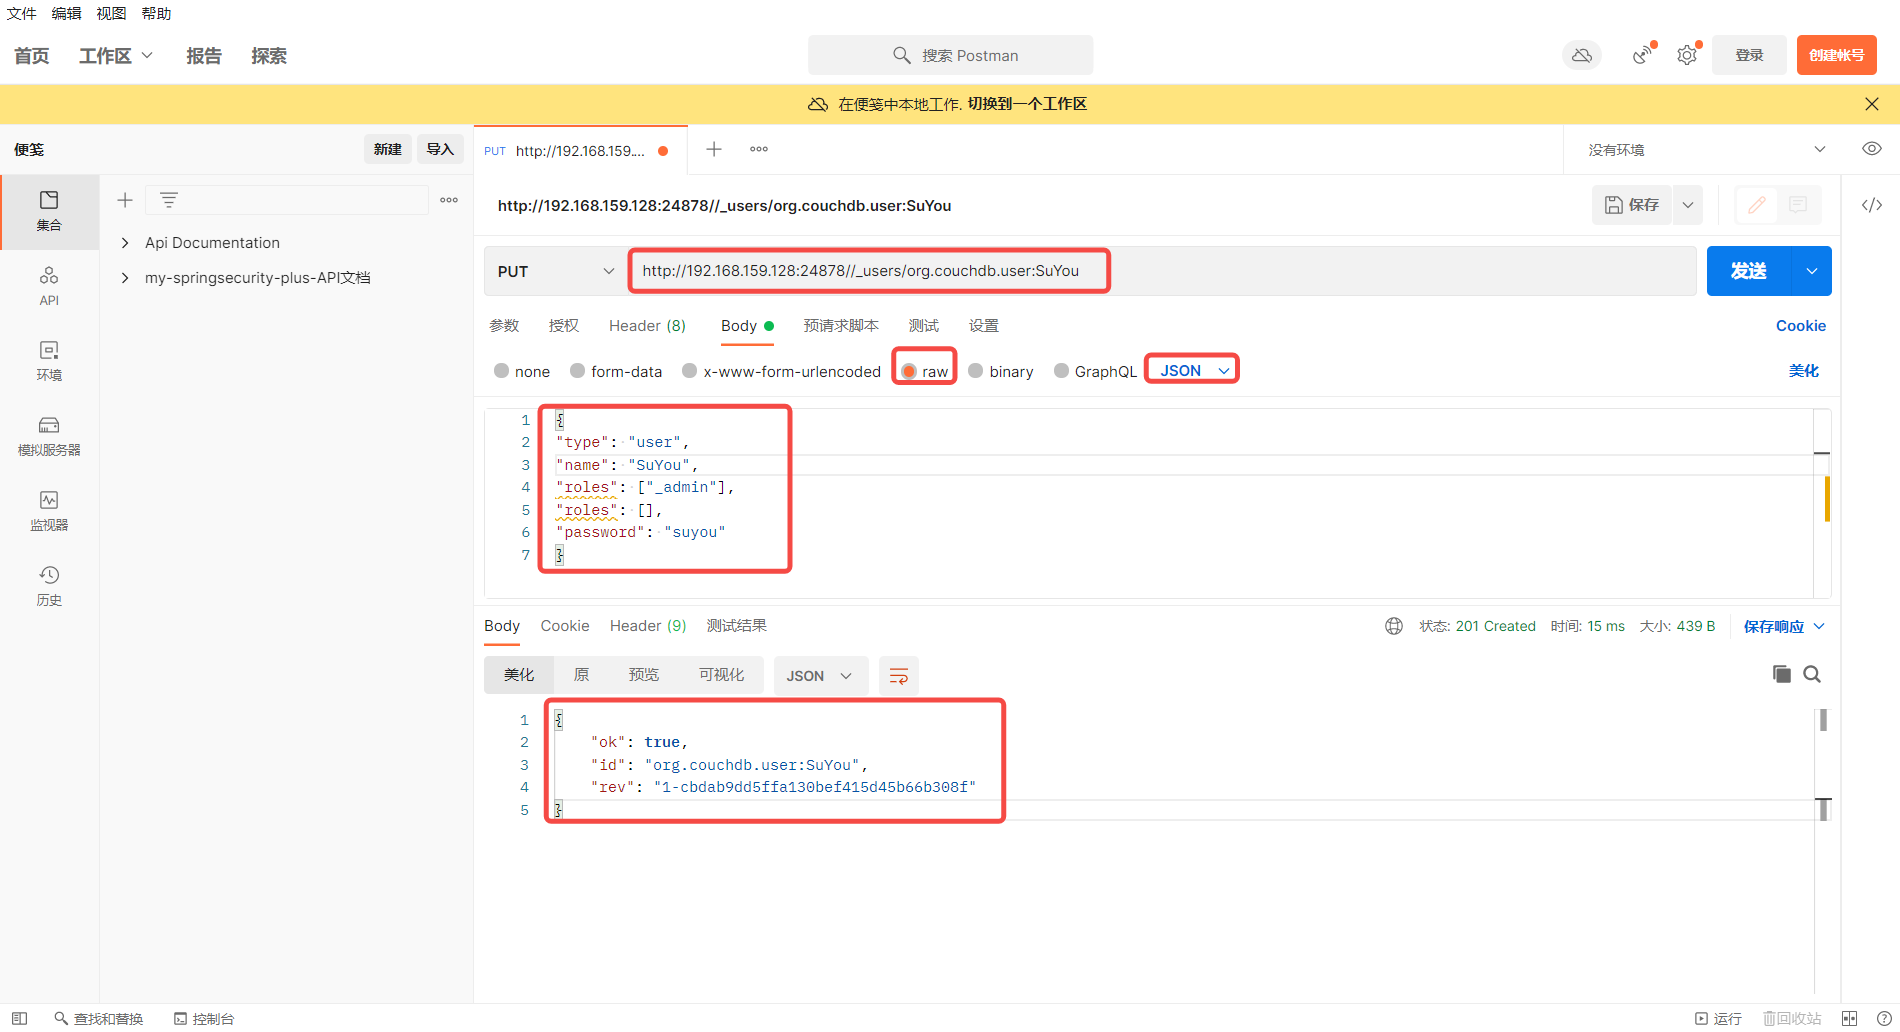 文件 编辑 视图 帮助
首页 工作区 报告 探索 搜索 Postman 登录 创建帐号
在便笺中本地工作. 切换到一个工作区
便笺 新建 导入 PUT http://192.168.159.... 没有环境
集合
API
环境
模拟服务器
监视器
历史
Api Documentation
my-springsecurity-plus-API文档
http://192.168.159.128:24878//_users/org.couchdb.user:SuYou 保存
PUT http://192.168.159.128:24878//_users/org.couchdb.user:SuYou 发送
参数 授权 Header (8) Body 预请求脚本 测试 设置 Cookie
none form-data x-www-form-urlencoded raw binary GraphQL JSON 美化
1 {
2 "type": "user",
3 "name": "SuYou",
4 "roles": ["_admin"],
5 "roles": [],
6 "password": "suyou"
7 }
Body Cookie Header (9) 测试结果 状态: 201 Created 时间: 15 ms 大小: 439 B 保存响应
美化 原 预览 可视化 JSON
1 {
2 "ok": true,
3 "id": "org.couchdb.user:SuYou",
4 "rev": "1-cbdab9dd5ffa130bef415d45b66b308f"
5 }
查找和替换 控制台 运行 回收站